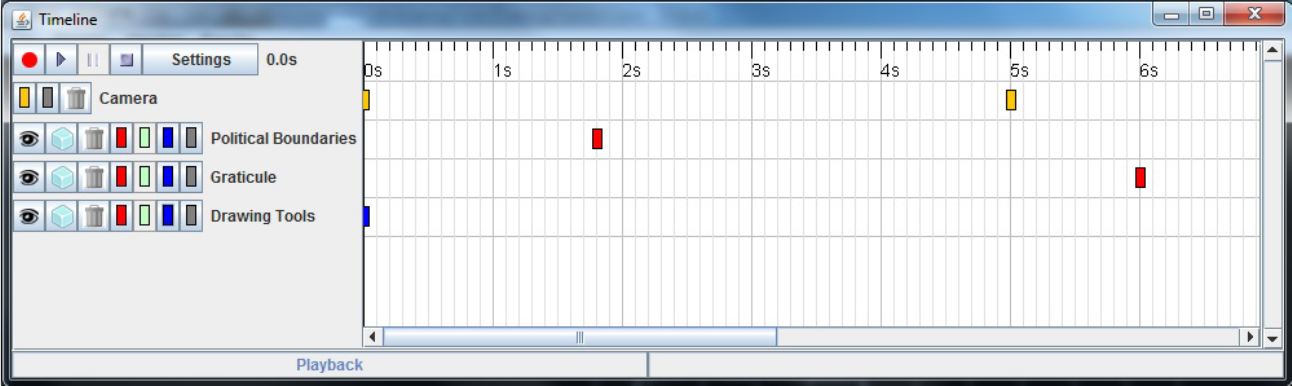 Timeline
Settings 0.0s
0s 1s 2s 3s 4s 5s 6s
Camera
Political Boundaries
Graticule
Drawing Tools
Playback